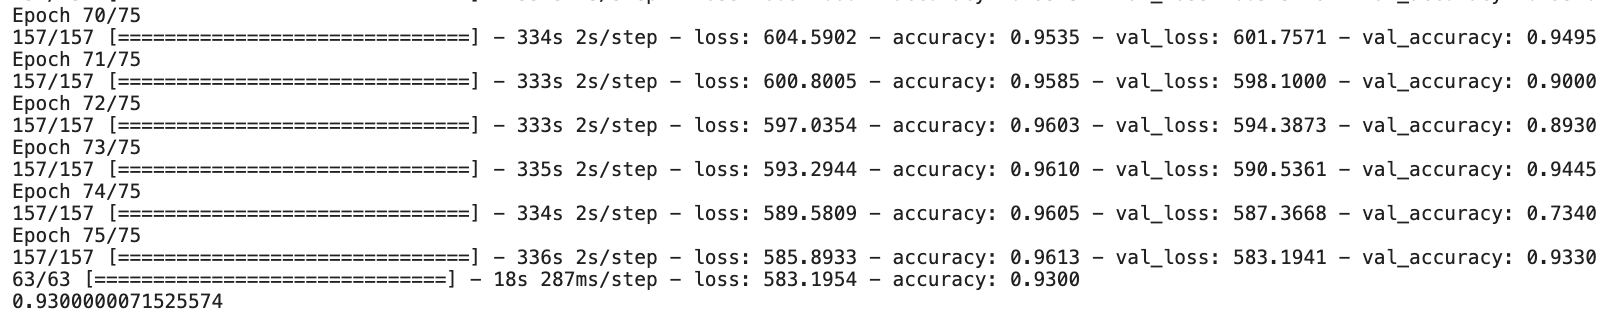 Epoch 70/75
157/157 [==============================] - 334s 2s/step - loss: 604.5902 - accuracy: 0.9535 - val_loss: 601.7571 - val_accuracy: 0.9495
Epoch 71/75
157/157 [==============================] - 333s 2s/step - loss: 600.8005 - accuracy: 0.9585 - val_loss: 598.1000 - val_accuracy: 0.9000
Epoch 72/75
157/157 [==============================] - 333s 2s/step - loss: 597.0354 - accuracy: 0.9603 - val_loss: 594.3873 - val_accuracy: 0.8930
Epoch 73/75
157/157 [==============================] - 335s 2s/step - loss: 593.2944 - accuracy: 0.9610 - val_loss: 590.5361 - val_accuracy: 0.9445
Epoch 74/75
157/157 [==============================] - 334s 2s/step - loss: 589.5809 - accuracy: 0.9605 - val_loss: 587.3668 - val_accuracy: 0.7340
Epoch 75/75
157/157 [==============================] - 336s 2s/step - loss: 585.8933 - accuracy: 0.9613 - val_loss: 583.1941 - val_accuracy: 0.9330
63/63 [==============================] - 18s 287ms/step - loss: 583.1954 - accuracy: 0.9300
0.9300000071525574